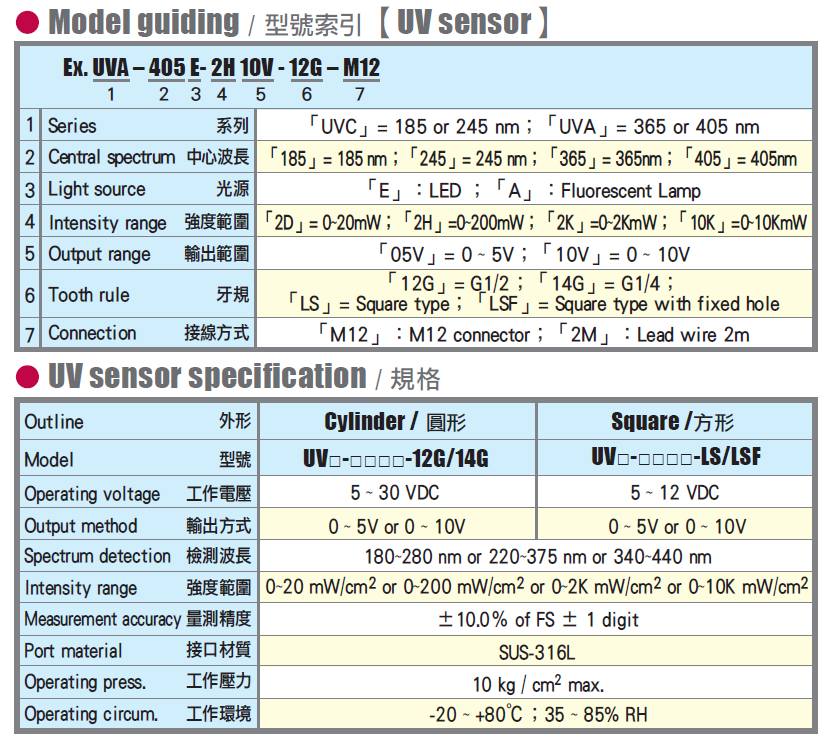 ● Model guiding / 型號索引【 UV sensor 】
Ex. UVA – 405 E- 2H 10V - 12G – M12
1 2 3 4 5 6 7
1 Series 系列 「UVC」= 185 or 245 nm；「UVA」= 365 or 405 nm
2 Central spectrum 中心波長 「185」= 185 nm；「245」= 245 nm；「365」= 365nm；「405」= 405nm
3 Light source 光源 「E」：LED ；「A」：Fluorescent Lamp
4 Intensity range 強度範圍 「2D」= 0~20mW；「2H」=0~200mW；「2K」=0~2KmW；「10K」=0~10KmW
5 Output range 輸出範圍 「05V」= 0 ~ 5V；「10V」= 0 ~ 10V
6 Tooth rule 牙規 「12G」= G1/2；「14G」= G1/4；
「LS」= Square type；「LSF」= Square type with fixed hole
7 Connection 接線方式 「M12」：M12 connector；「2M」：Lead wire 2m
● UV sensor specification / 規格
Outline 外形 Cylinder / 圓形 Square /方形
Model 型號 UV□-□□□□-12G/14G UV□-□□□□-LS/LSF
Operating voltage 工作電壓 5 ~ 30 VDC 5 ~ 12 VDC
Output method 輸出方式 0 ~ 5V or 0 ~ 10V 0 ~ 5V or 0 ~ 10V
Spectrum detection 檢測波長 180~280 nm or 220~375 nm or 340~440 nm
Intensity range 強度範圍 0~20 mW/cm² or 0~200 mW/cm² or 0~2K mW/cm² or 0~10K mW/cm²
Measurement accuracy 量測精度 ±10.0% of FS ± 1 digit
Port material 接口材質 SUS-316L
Operating press. 工作壓力 10 kg / cm² max.
Operating circum. 工作環境 -20 ~ +80℃；35 ~ 85% RH